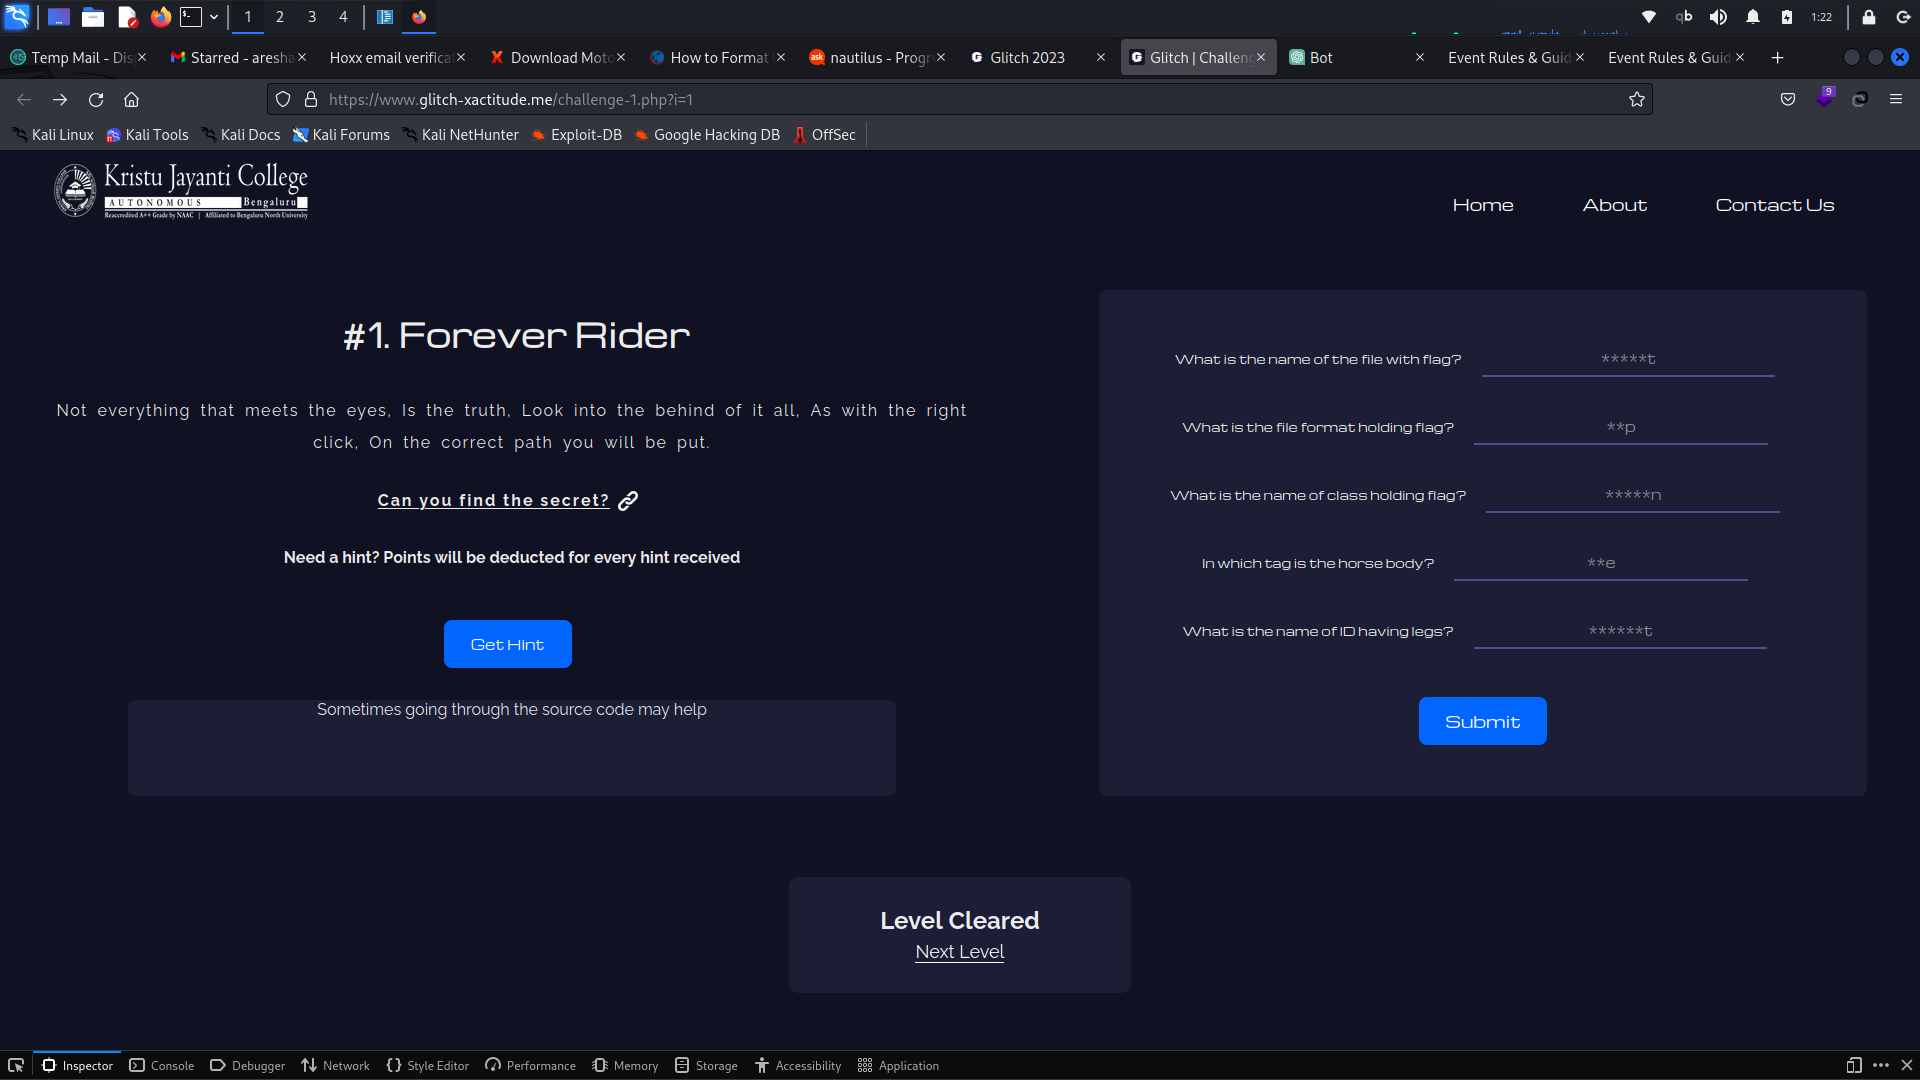 1 2 3 4 qb 1:22
Temp Mail - Dis Starred - aresha Hoxx email verifica Download Moto How to Format nautilus - Progr Glitch 2023 Glitch | Challeng Bot Event Rules & Guid Event Rules & Guid
https://www.glitch-xactitude.me/challenge-1.php?i=1 9
Kali Linux Kali Tools Kali Docs Kali Forums Kali NetHunter Exploit-DB Google Hacking DB OffSec
Kristu Jayanti College
AUTONOMOUS Bengaluru
Reaccredited A++ Grade by NAAC | Affiliated to Bengaluru North University
Home About Contact Us
#1. Forever Rider
Not everything that meets the eyes, Is the truth, Look into the behind of it all, As with the right
click, On the correct path you will be put.
Can you find the secret?
Need a hint? Points will be deducted for every hint received
Get Hint
Sometimes going through the source code may help
What is the name of the file with flag? *****t
What is the file format holding flag? **p
What is the name of class holding flag? *****n
In which tag is the horse body? **e
What is the name of ID having legs? ******t
Submit
Level Cleared
Next Level
Inspector Console Debugger Network Style Editor Performance Memory Storage Accessibility Application